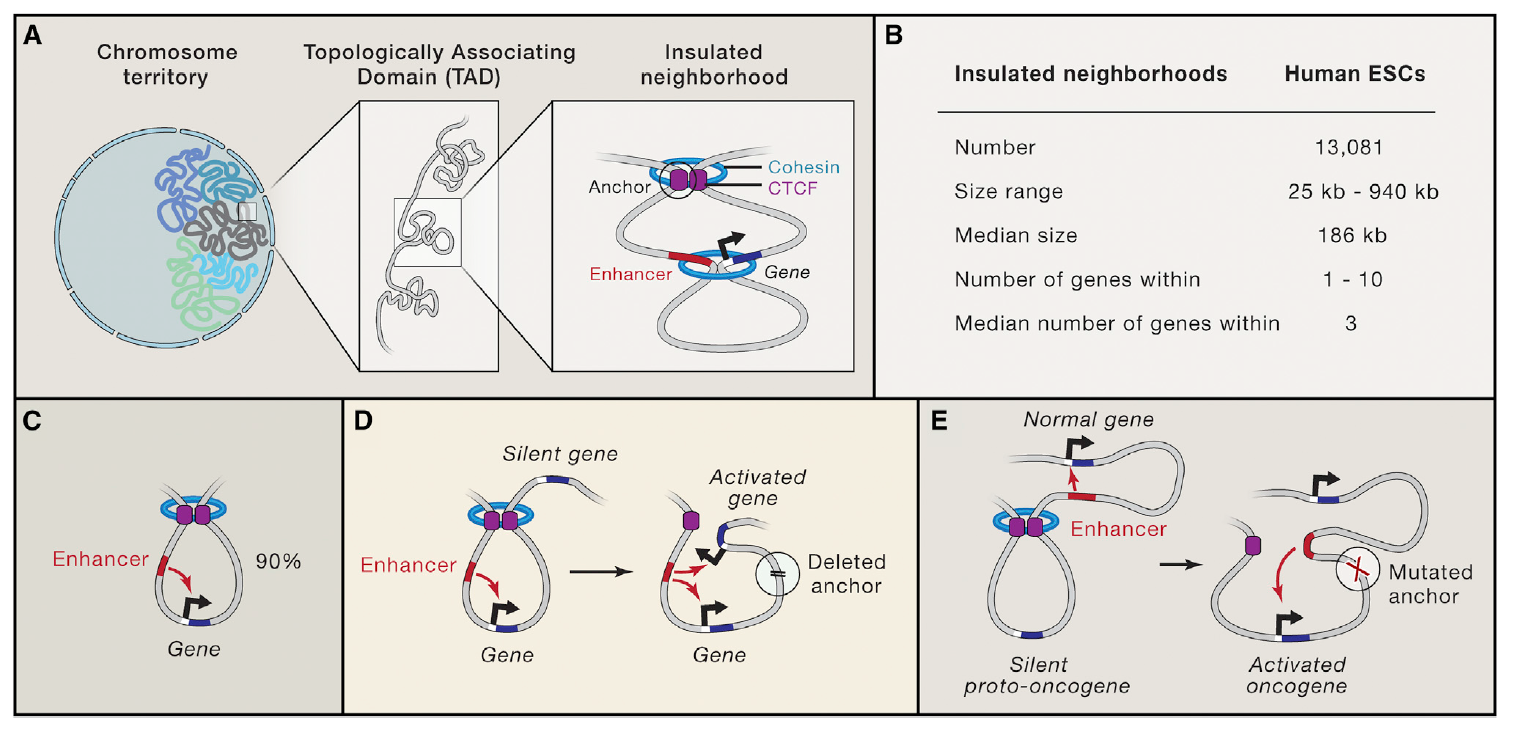 A
Chromosome
territory
Topologically Associating
Domain (TAD)
Insulated
neighborhood
Anchor
Cohesin
CTCF
Enhancer
Gene
B
Insulated neighborhoods Human ESCs
Number 13,081
Size range 25 kb - 940 kb
Median size 186 kb
Number of genes within 1 - 10
Median number of genes within 3
C
Enhancer
90%
Gene
D
Silent gene
Enhancer
Gene
Activated
gene
Deleted
anchor
Gene
E
Normal gene
Enhancer
Silent
proto-oncogene
Mutated
anchor
Activated
oncogene